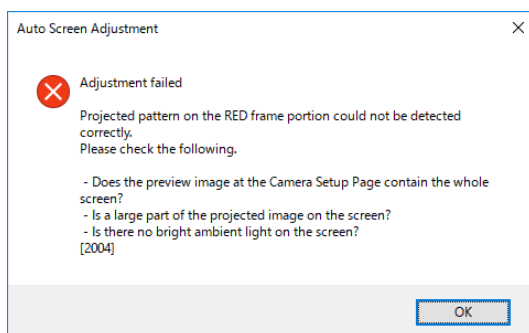 Auto Screen Adjustment
Adjustment failed
Projected pattern on the RED frame portion could not be detected
correctly.
Please check the following.
- Does the preview image at the Camera Setup Page contain the whole
screen?
- Is a large part of the projected image on the screen?
- Is there no bright ambient light on the screen?
[2004]
OK